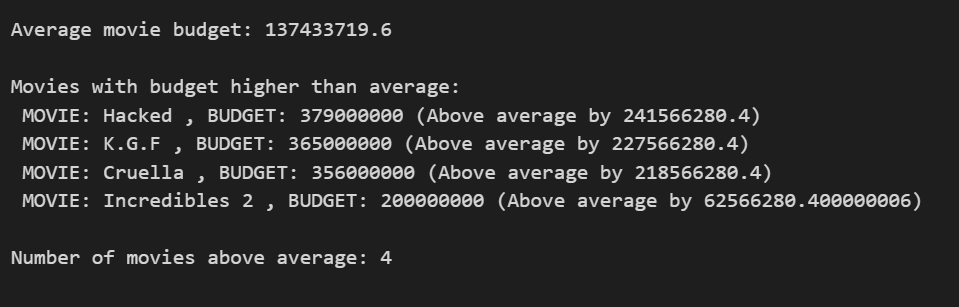 Average movie budget: 137433719.6
Movies with budget higher than average:
MOVIE: Hacked , BUDGET: 379000000 (Above average by 241566280.4)
MOVIE: K.G.F , BUDGET: 365000000 (Above average by 227566280.4)
MOVIE: Cruella , BUDGET: 356000000 (Above average by 218566280.4)
MOVIE: Incredibles 2 , BUDGET: 200000000 (Above average by 62566280.400000006)
Number of movies above average: 4